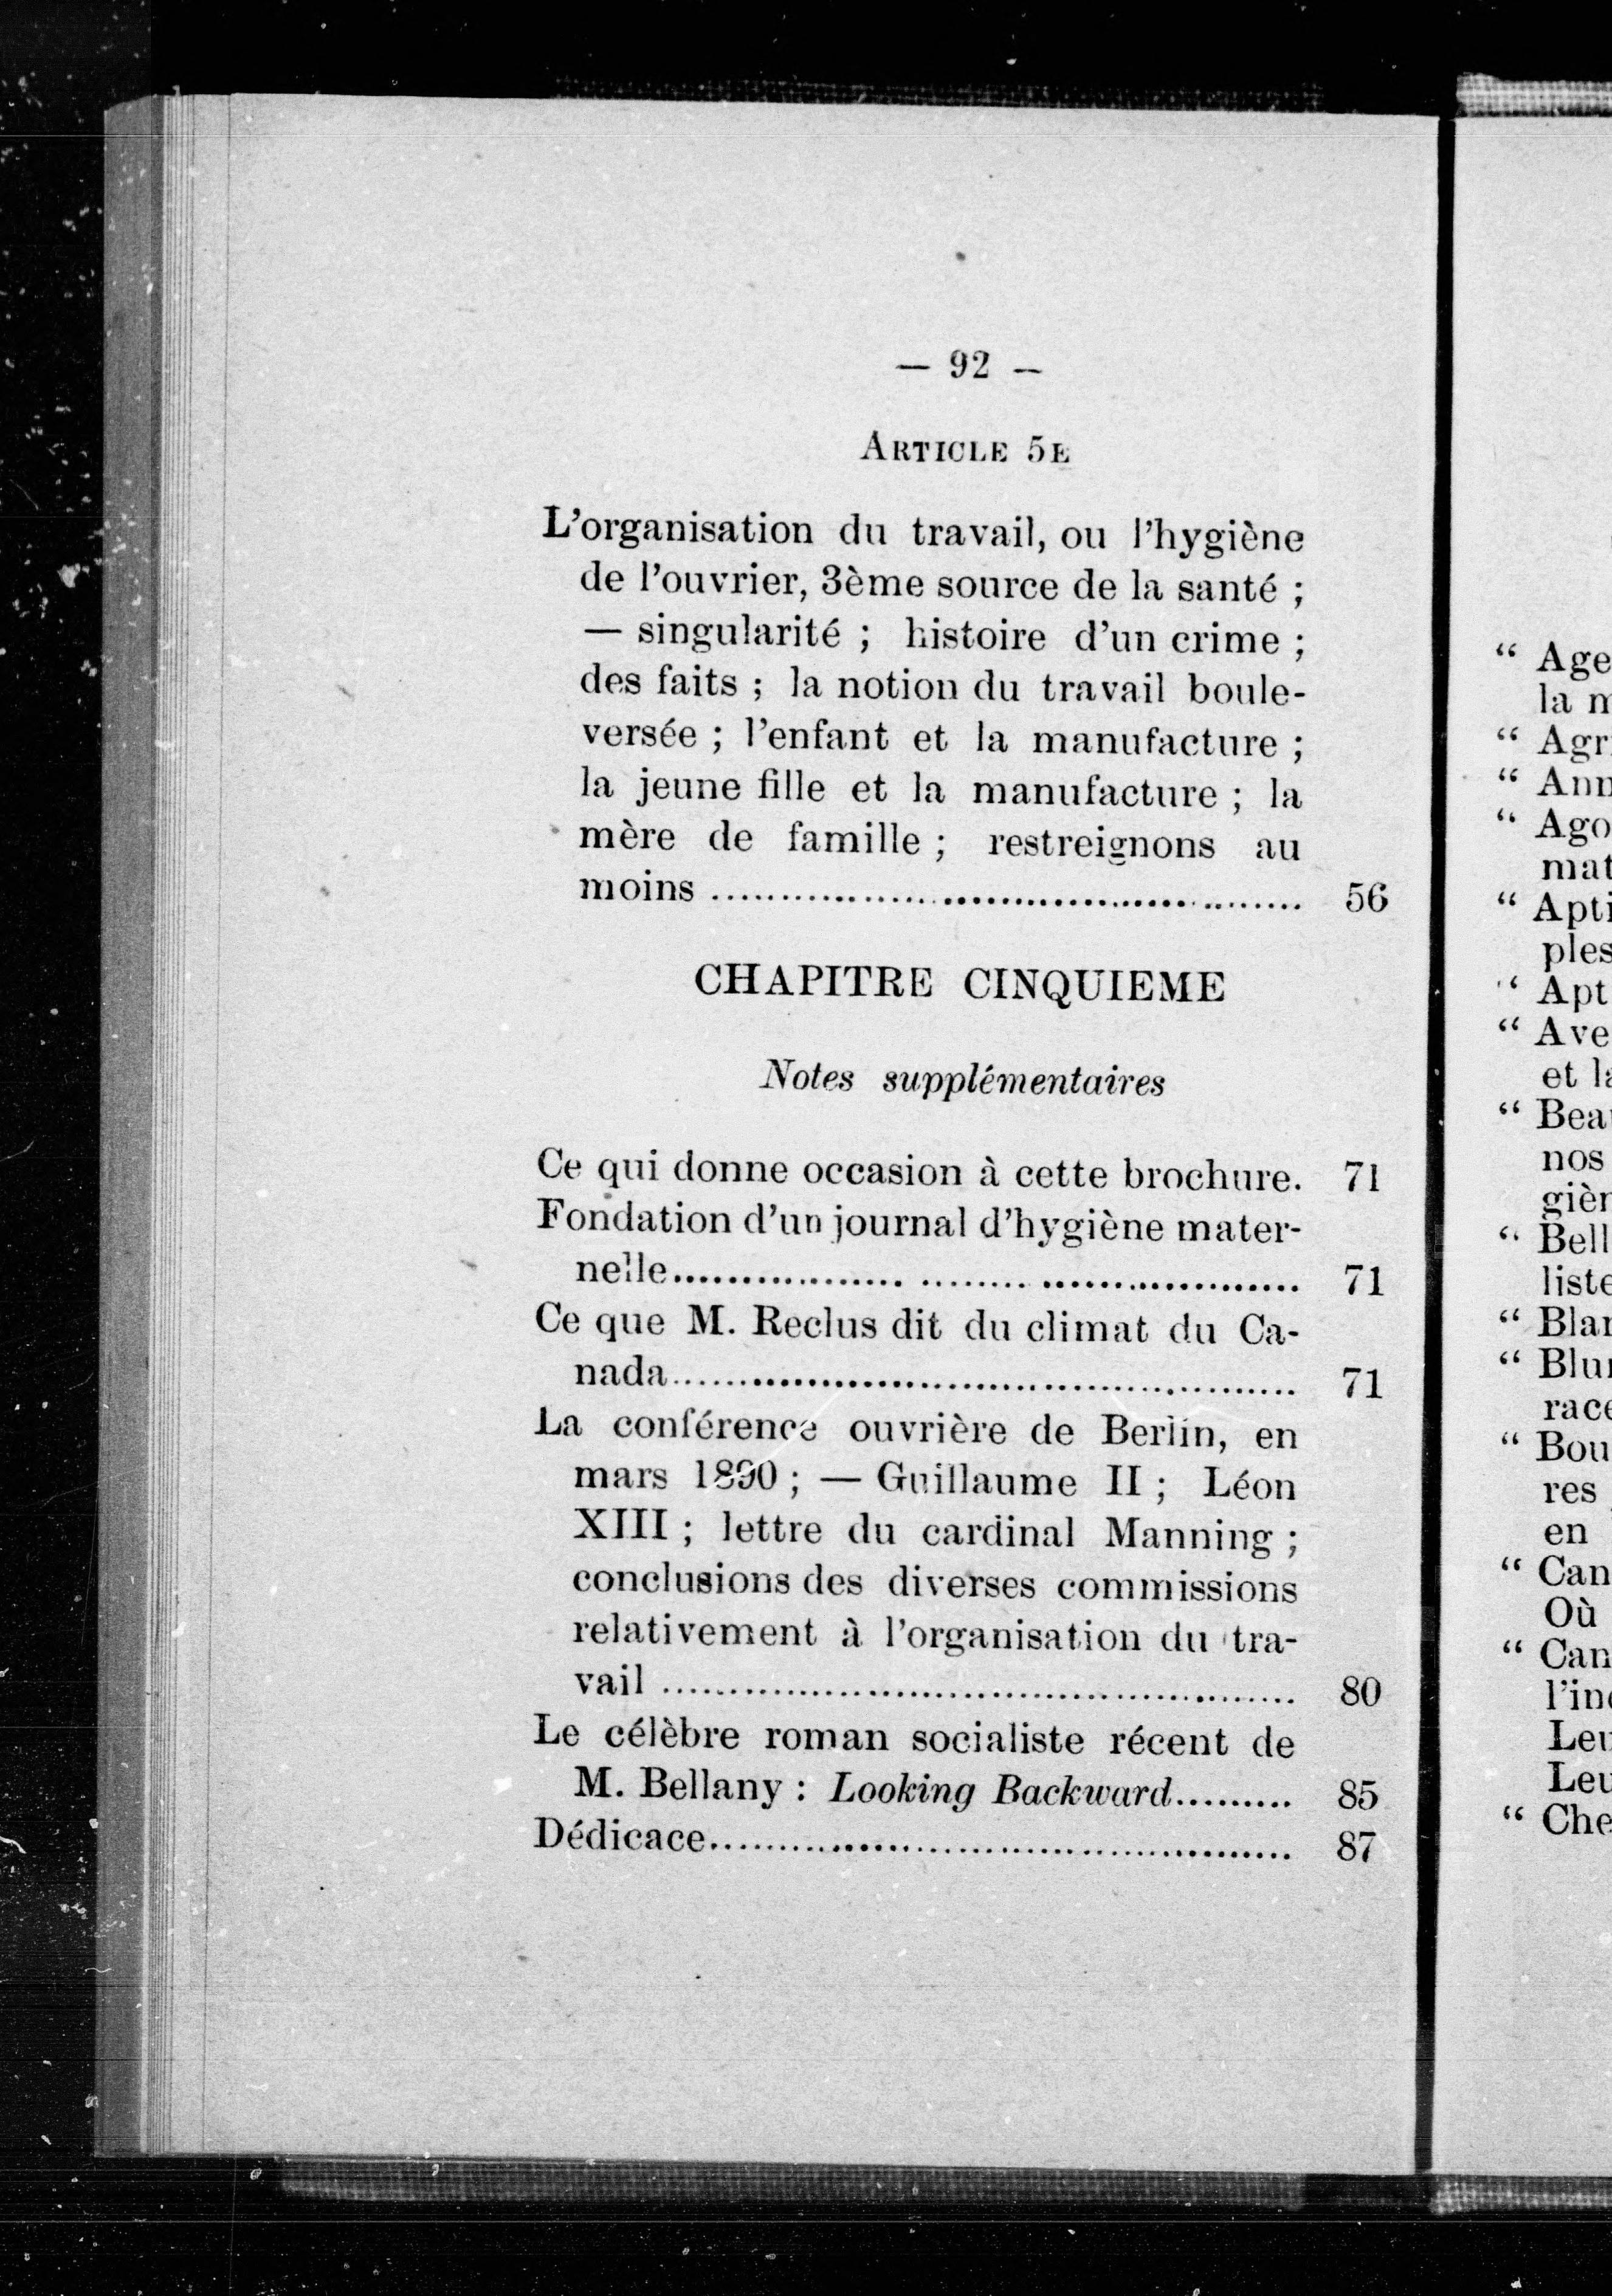 — 92 —
ARTICLE 5E
L'organisation du travail, ou l'hygiène
de l'ouvrier, 3ème source de la santé ;
— singularité ; histoire d'un crime ;
des faits ; la notion du travail boule-
versée ; l'enfant et la manufacture ;
la jeune fille et la manufacture ; la
mère de famille ; restreignons au
moins ........................................ 56
CHAPITRE CINQUIEME
Notes supplémentaires
Ce qui donne occasion à cette brochure. 71
Fondation d'un journal d'hygiène mater-
nelle........................................ 71
Ce que M. Reclus dit du climat du Ca-
nada........................................ 71
La conférence ouvrière de Berlin, en
mars 1890 ; — Guillaume II ; Léon
XIII ; lettre du cardinal Manning ;
conclusions des diverses commissions
relativement à l'organisation du tra-
vail ........................................ 80
Le célèbre roman socialiste récent de
M. Bellany : Looking Backward......... 85
Dédicace........................................ 87
“ Age
la m
“ Agr
“ Ann
“ Ago
mat
“ Apti
ples
“ Apt
“ Ave
et la
“ Bea
nos
gièn
“ Bell
liste
“ Blan
“ Blu
race
“ Bou
res
en
“ Can
Où
“ Can
l'in
Leu
Leu
“ Che